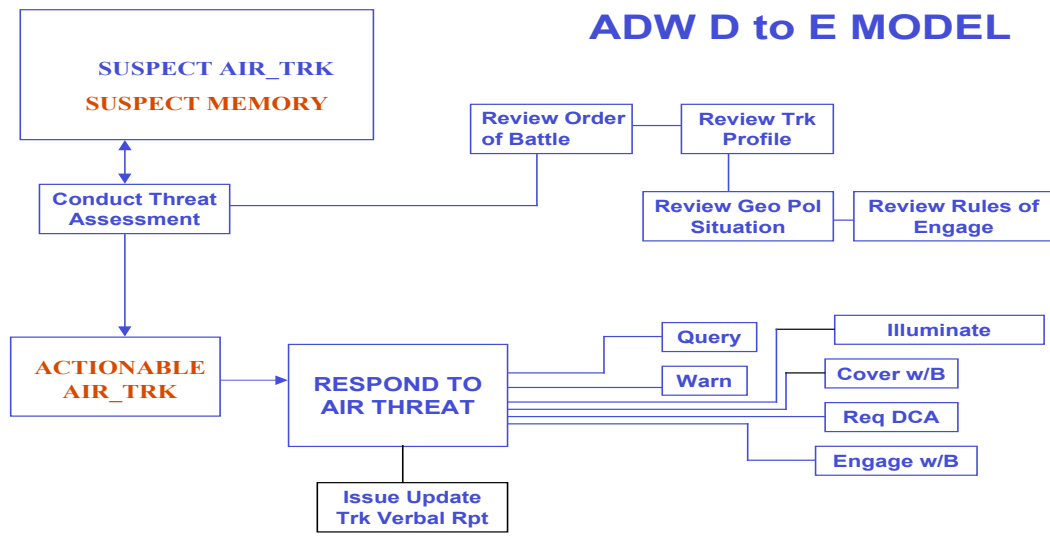 ADW D to E MODEL
SUSPECT AIR_TRK
SUSPECT MEMORY
Review Order
of Battle
Review Trk
Profile
Conduct Threat
Assessment
Review Geo Pol
Situation
Review Rules of
Engage
ACTIONABLE
AIR_TRK
RESPOND TO
AIR THREAT
Query
Illuminate
Warn
Cover w/B
Req DCA
Engage w/B
Issue Update
Trk Verbal Rpt